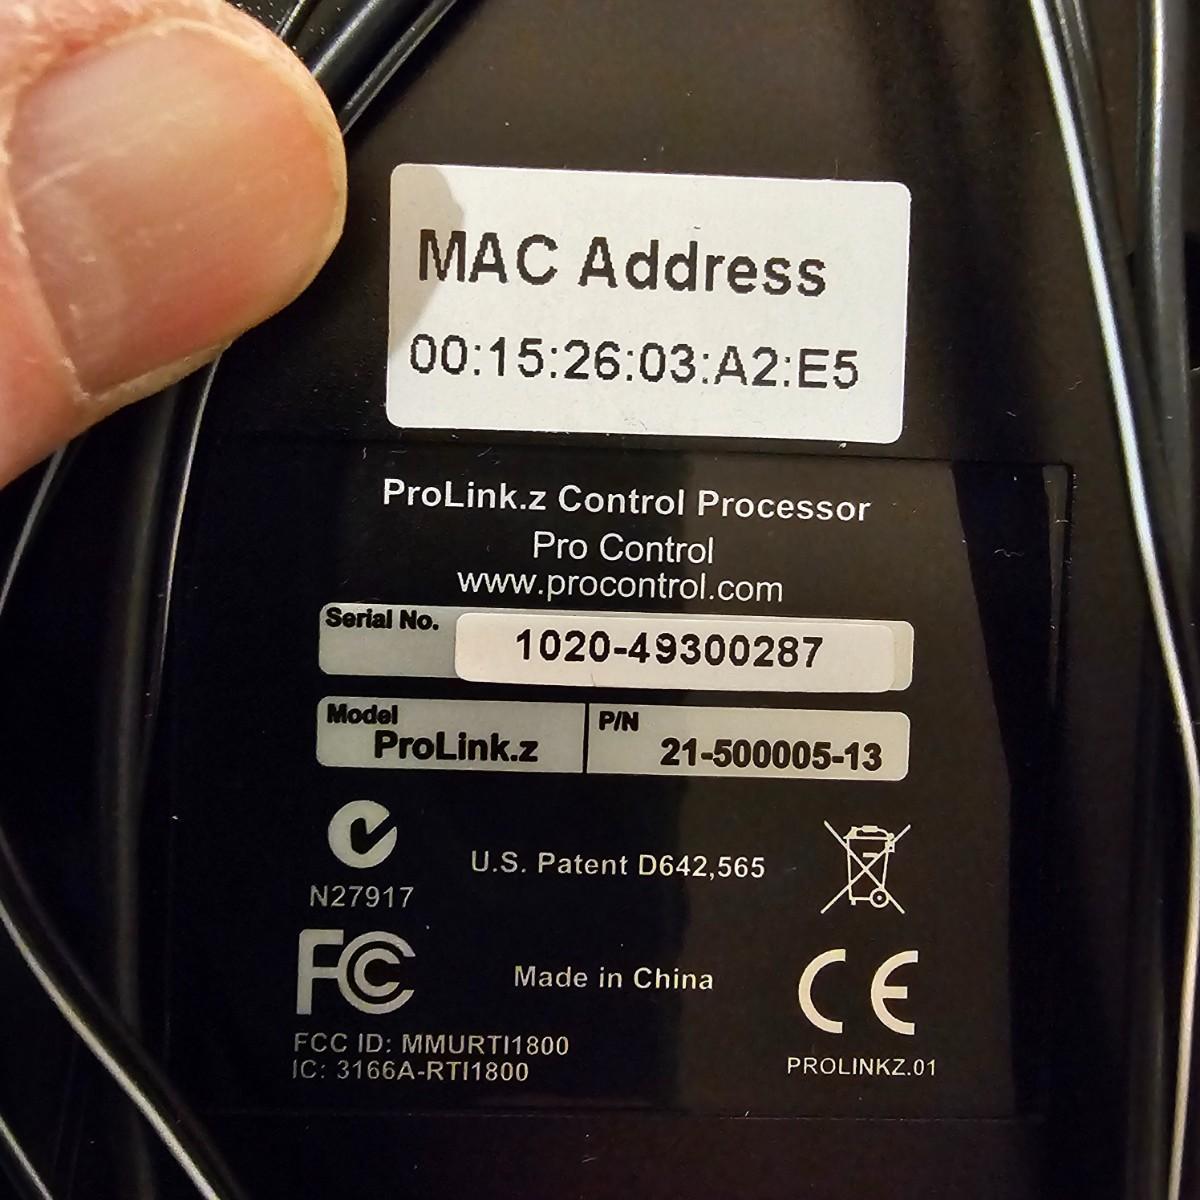 MAC Address
00:15:26:03:A2:E5
ProLink.z Control Processor
Pro Control
www.procontrol.com
Serial No.
1020-49300287
Model
ProLink.z
P/N
21-500005-13
N27917
U.S. Patent D642,565
FC
Made in China
CE
FCC ID: MMURTI1800
IC: 3166A-RTI1800
PROLINKZ.01